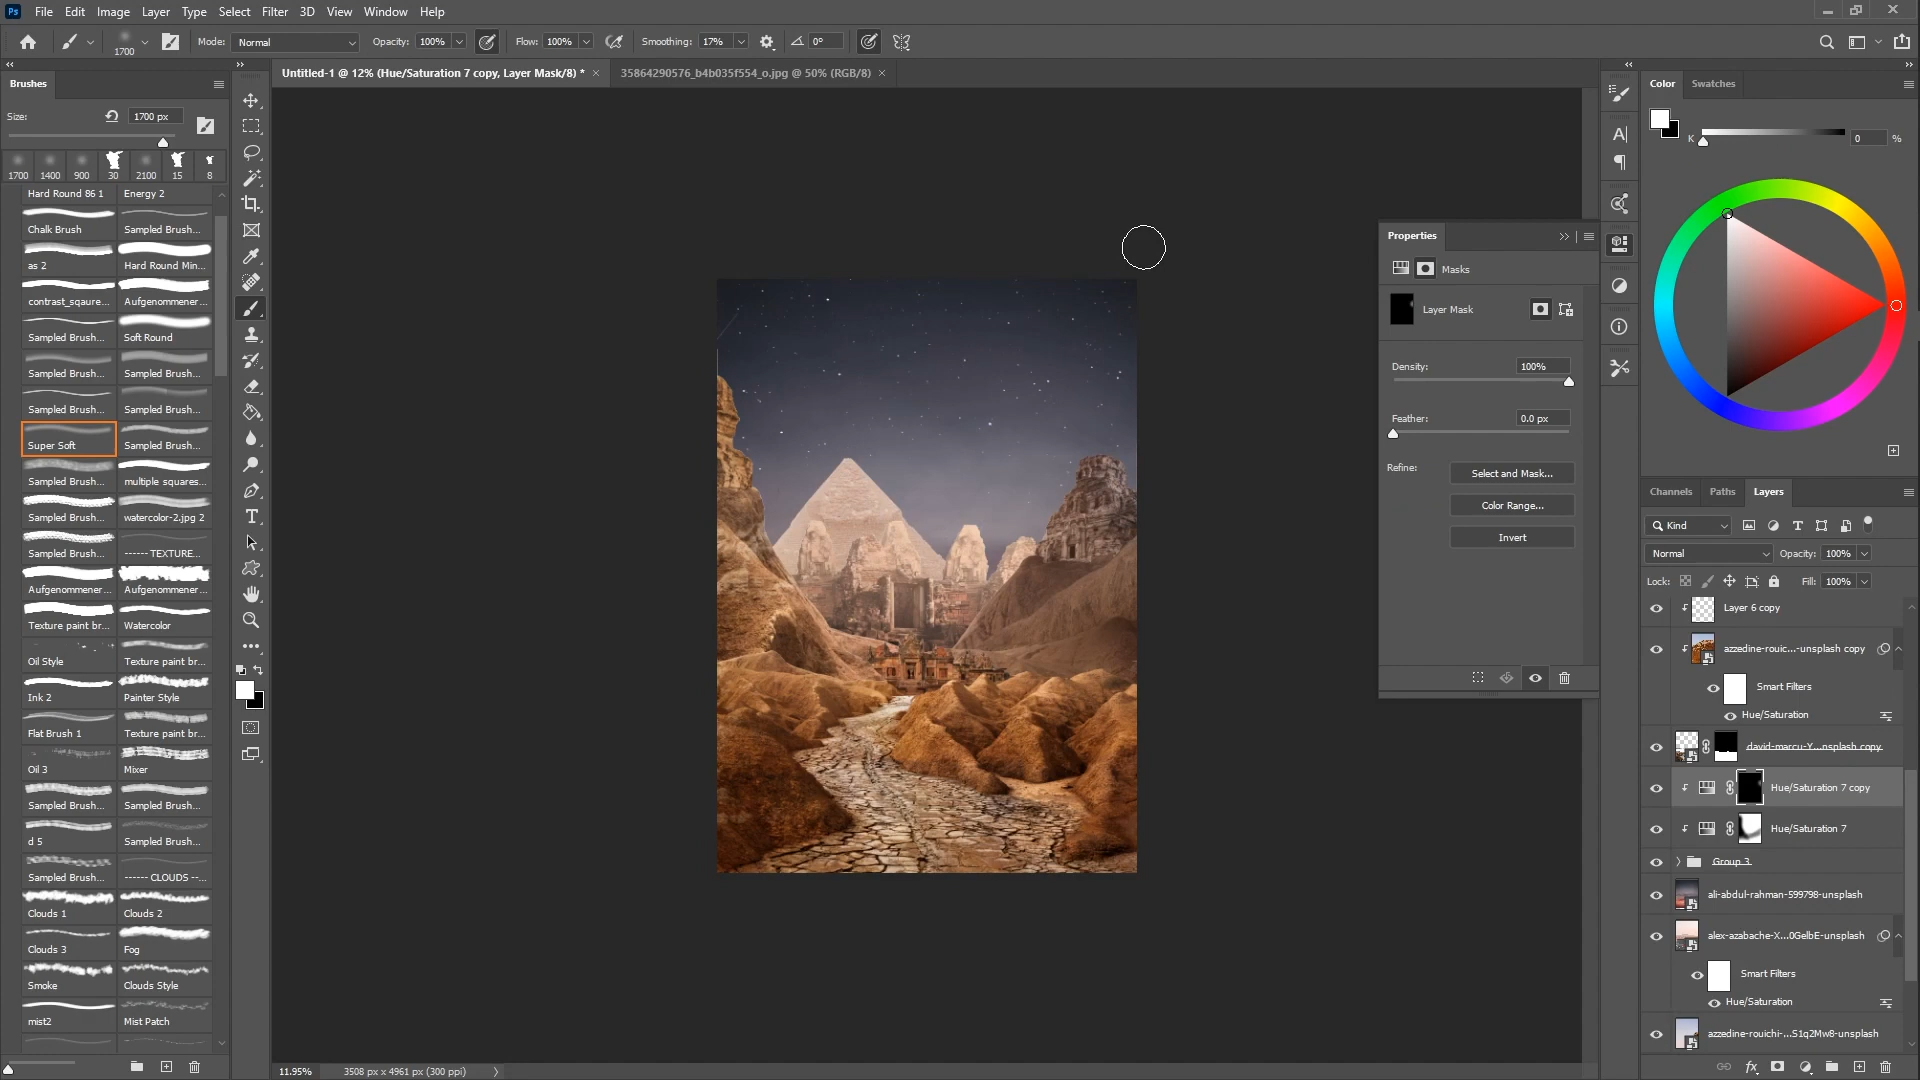 Ps File Edit Image Layer Type Select Filter 3D View Window Help
1700 Mode: Normal Opacity: 100% Flow: 100% Smoothing: 17% 0°
Untitled-1 @ 12% (Hue/Saturation 7 copy, Layer Mask/8) * ×
35864290576_b4b035f554_o.jpg @ 50% (RGB/8) ×
Brushes
Size: 1700 px
1700 1400 900 30 2100 15 8
Hard Round 86 1 Energy 2
Chalk Brush Sampled Brush...
as 2 Hard Round Min...
contrast_sqaure... Aufgenommener...
Sampled Brush... Soft Round
Sampled Brush... Sampled Brush...
Sampled Brush... Sampled Brush...
Super Soft Sampled Brush...
Sampled Brush... multiple squares...
Sampled Brush... watercolor-2.jpg 2
Sampled Brush... ------ TEXTURE...
Aufgenommener... Aufgenommener...
Texture paint br... Watercolor
Oil Style Texture paint br...
Ink 2 Painter Style
Flat Brush 1 Texture paint br...
Oil 3 Mixer
Sampled Brush... Sampled Brush...
d 5 Sampled Brush...
Sampled Brush... ------ CLOUDS --...
Clouds 1 Clouds 2
Clouds 3 Fog
Smoke Clouds Style
mist2 Mist Patch
11.95% 3508 px x 4961 px (300 ppi)
Properties
Masks
Layer Mask
Density: 100%
Feather: 0.0 px
Refine: Select and Mask...
Color Range...
Invert
Color Swatches
K 0 %
Channels Paths Layers
Kind
Normal Opacity: 100%
Lock: Fill: 100%
Layer 6 copy
azzedine-rouic...-unsplash copy
Smart Filters
Hue/Saturation
david-marcu-Y...nsplash copy
Hue/Saturation 7 copy
Hue/Saturation 7
Group 3
ali-abdul-rahman-599798-unsplash
alex-azabache-X...0GelbE-unsplash
Smart Filters
Hue/Saturation
azzedine-rouichi-...S1q2Mw8-unsplash